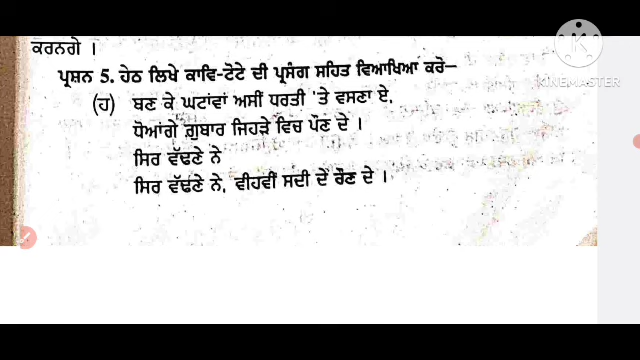 ਕਰਨਗੇ ।
ਪ੍ਰਸ਼ਨ 5. ਹੇਠ ਲਿਖੇ ਕਾਵਿ-ਟੋਟੇ ਦੀ ਪ੍ਰਸੰਗ ਸਹਿਤ ਵਿਆਖਿਆ ਕਰੋ—
(ਹ) ਬਣ ਕੇ ਘਟਾਂਵਾਂ ਅਸੀਂ ਧਰਤੀ 'ਤੇ ਵਸਣਾ ਏ,
ਧੋਆਂਗੇ ਗ਼ੁਬਾਰ ਜਿਹੜੇ ਵਿਚ ਪੌਣ ਦੇ ।
ਸਿਰ ਵੱਢਣੇ ਨੇ
ਸਿਰ ਵੱਢਣੇ ਨੇ, ਵੀਹਵੀਂ ਸਦੀ ਦੇ ਰੌਣ ਦੇ ।
KINEMASTER